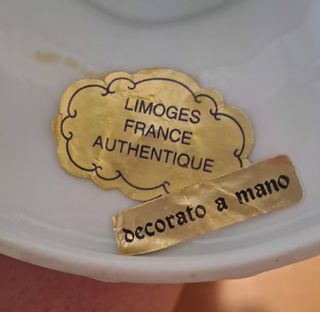 LIMOGES
FRANCE
AUTHENTIQUE
decorato a mano